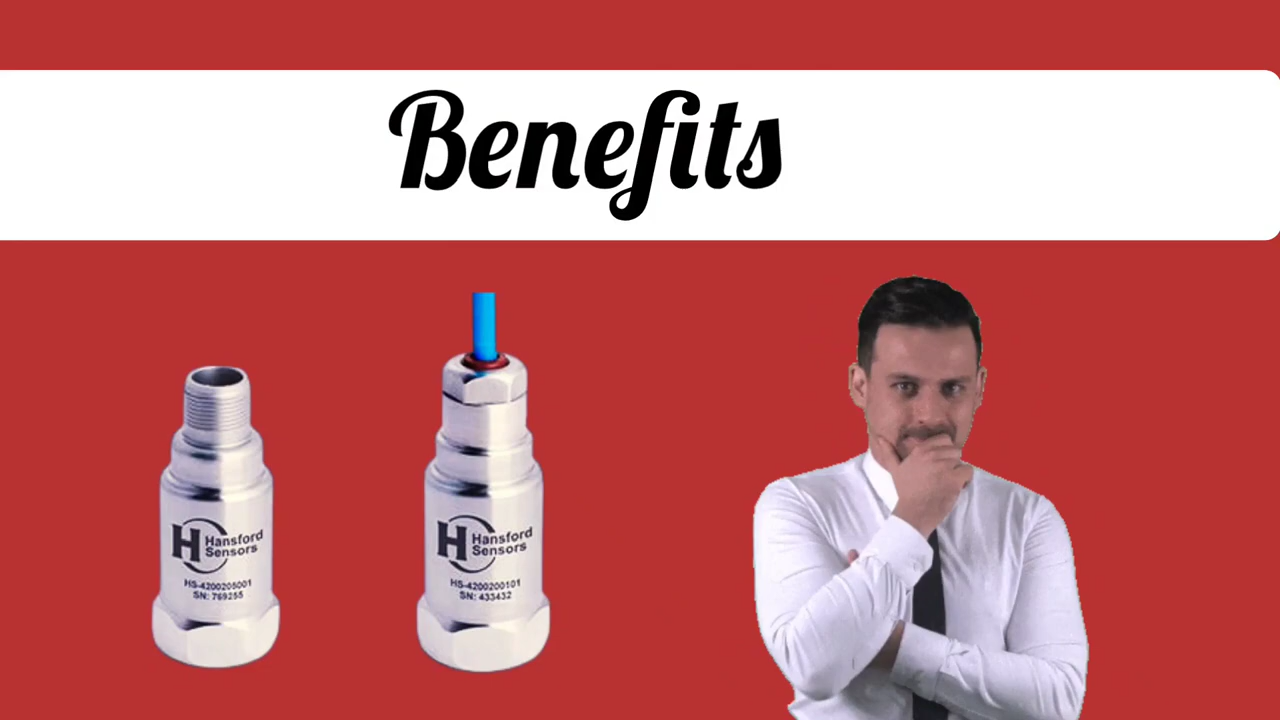 Benefits
H Hansford
Sensors
HS-4200205001
SN: 769255
H Hansford
Sensors
HS-4200200101
SN: 433432